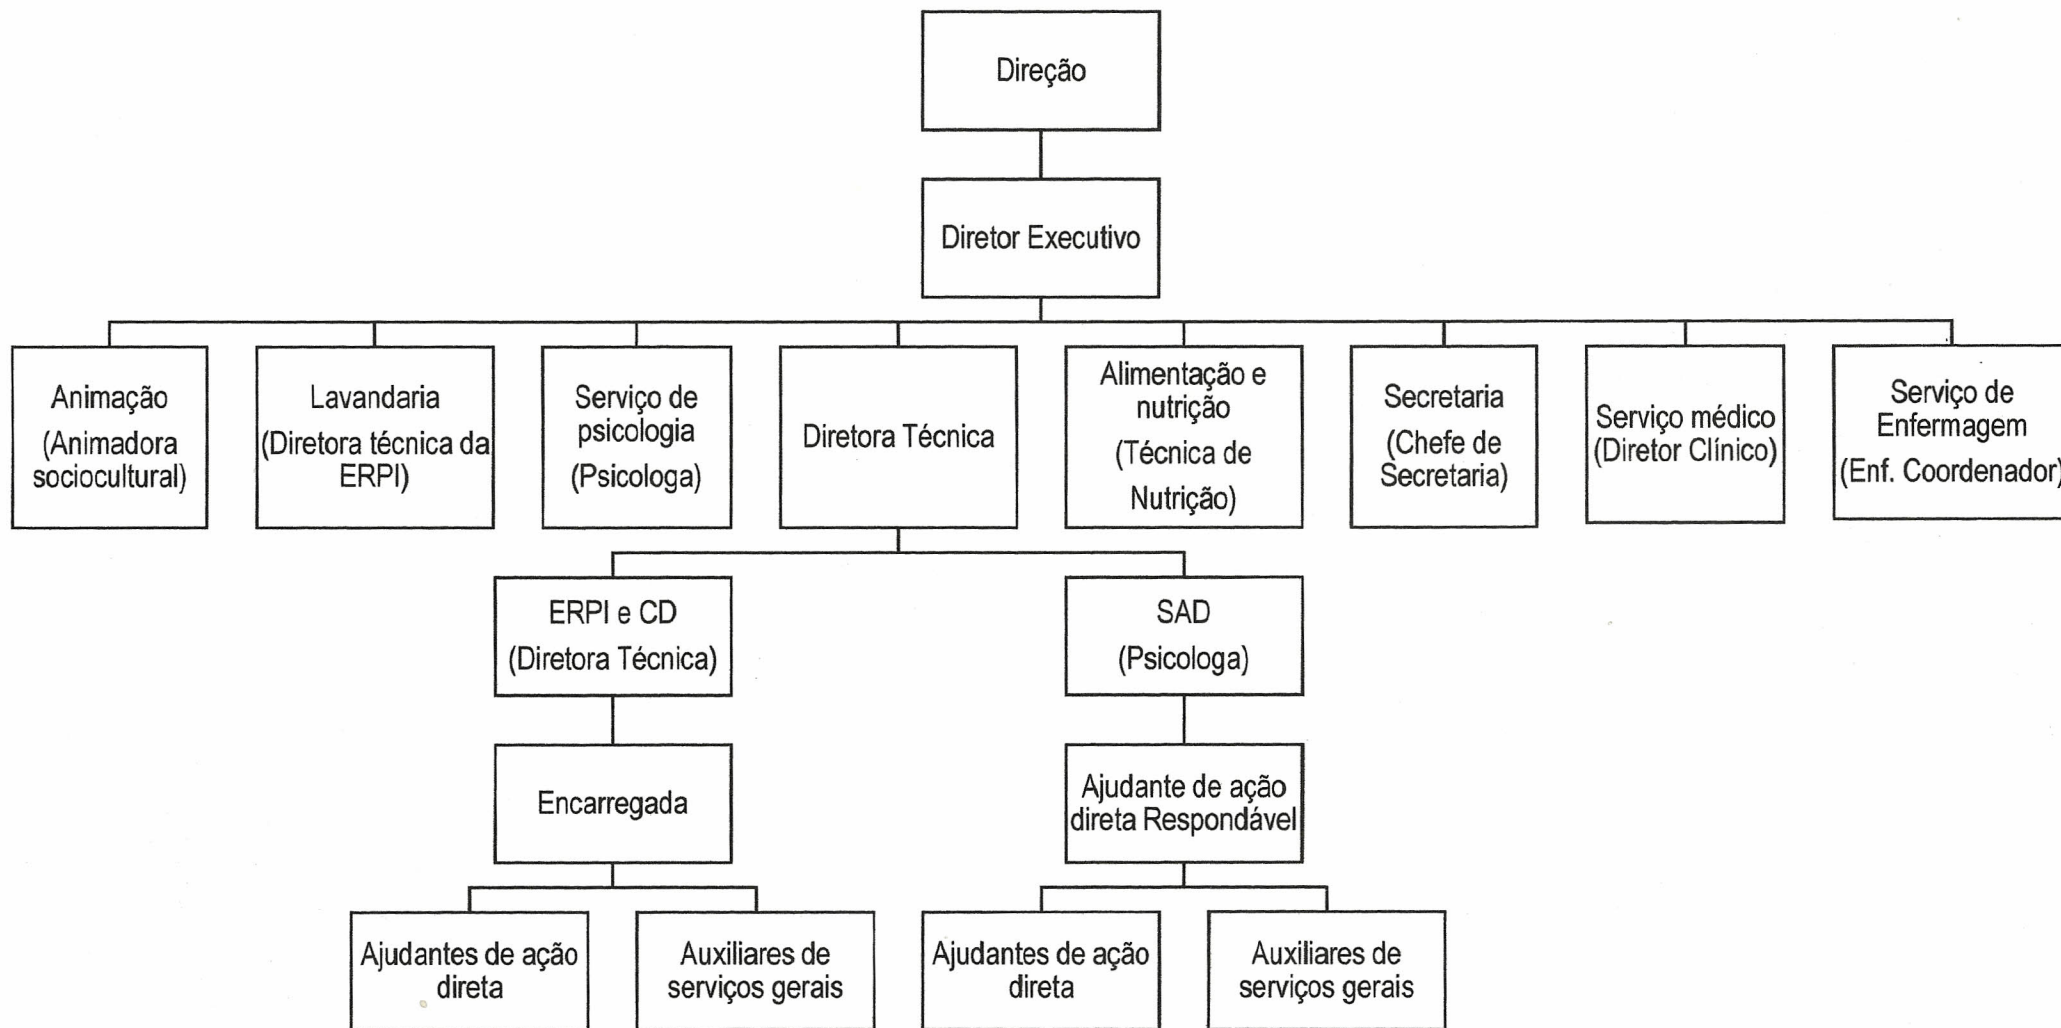 Direção
Diretor Executivo
Animação
(Animadora
sociocultural)
Lavandaria
(Diretora técnica da
ERPI)
Serviço de
psicologia
(Psicologa)
Diretora Técnica
Alimentação e
nutrição
(Técnica de
Nutrição)
Secretaria
(Chefe de
Secretaria)
Serviço médico
(Diretor Clínico)
Serviço de
Enfermagem
(Enf. Coordenador)
ERPI e CD
(Diretora Técnica)
SAD
(Psicologa)
Encarregada
Ajudante de ação
direta Respondável
Ajudantes de ação
direta
Auxiliares de
serviços gerais
Ajudantes de ação
direta
Auxiliares de
serviços gerais